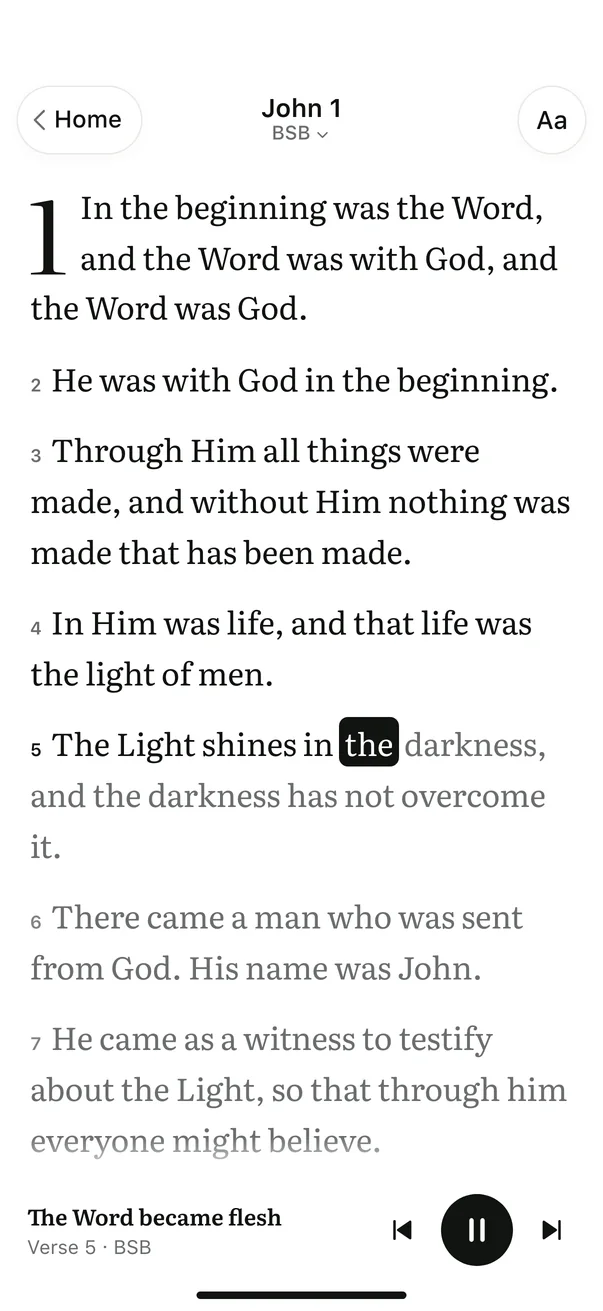 Home
John 1
BSB
Aa
1 In the beginning was the Word,
and the Word was with God, and
the Word was God.
2 He was with God in the beginning.
3 Through Him all things were
made, and without Him nothing was
made that has been made.
4 In Him was life, and that life was
the light of men.
5 The Light shines in the darkness,
and the darkness has not overcome
it.
6 There came a man who was sent
from God. His name was John.
7 He came as a witness to testify
about the Light, so that through him
everyone might believe.
The Word became flesh
Verse 5 · BSB